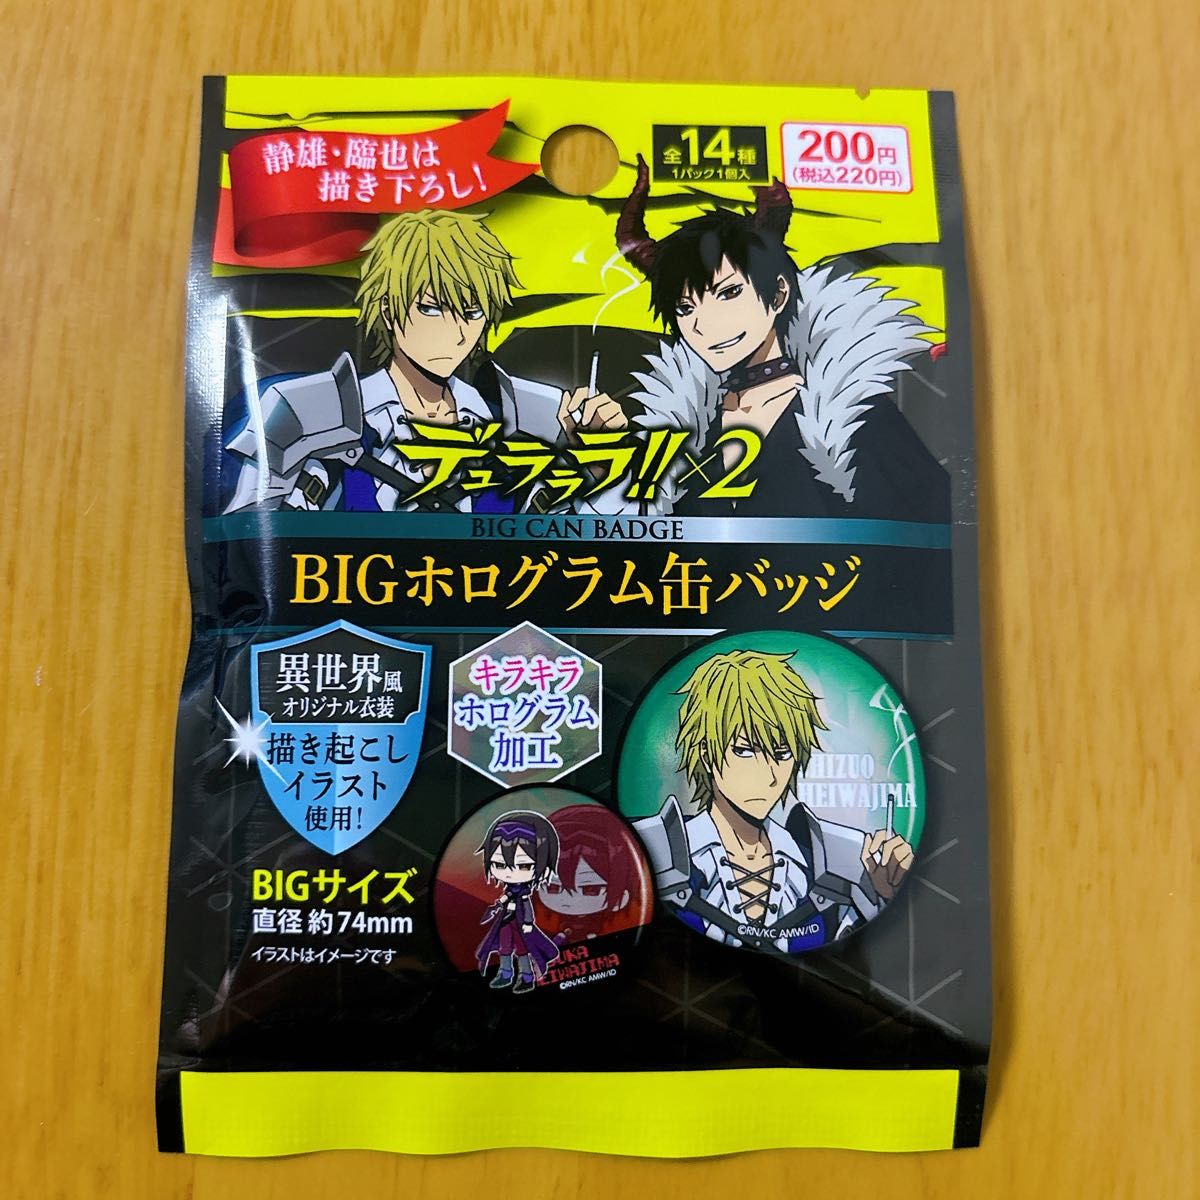 静雄・臨也は
描き下ろし!
全14種
1パック1個入
200円
(税込220円)
デュラララ!!×2
BIG CAN BADGE
BIGホログラム缶バッジ
異世界風
オリジナル衣装
描き起こし
イラスト
使用!
キラキラ
ホログラム
加工
SHIZUO
HEIWAJIMA
©RN/KC AMW/ID
BIGサイズ
直径 約74mm
イラストはイメージです
©RN/KC AMW/ID